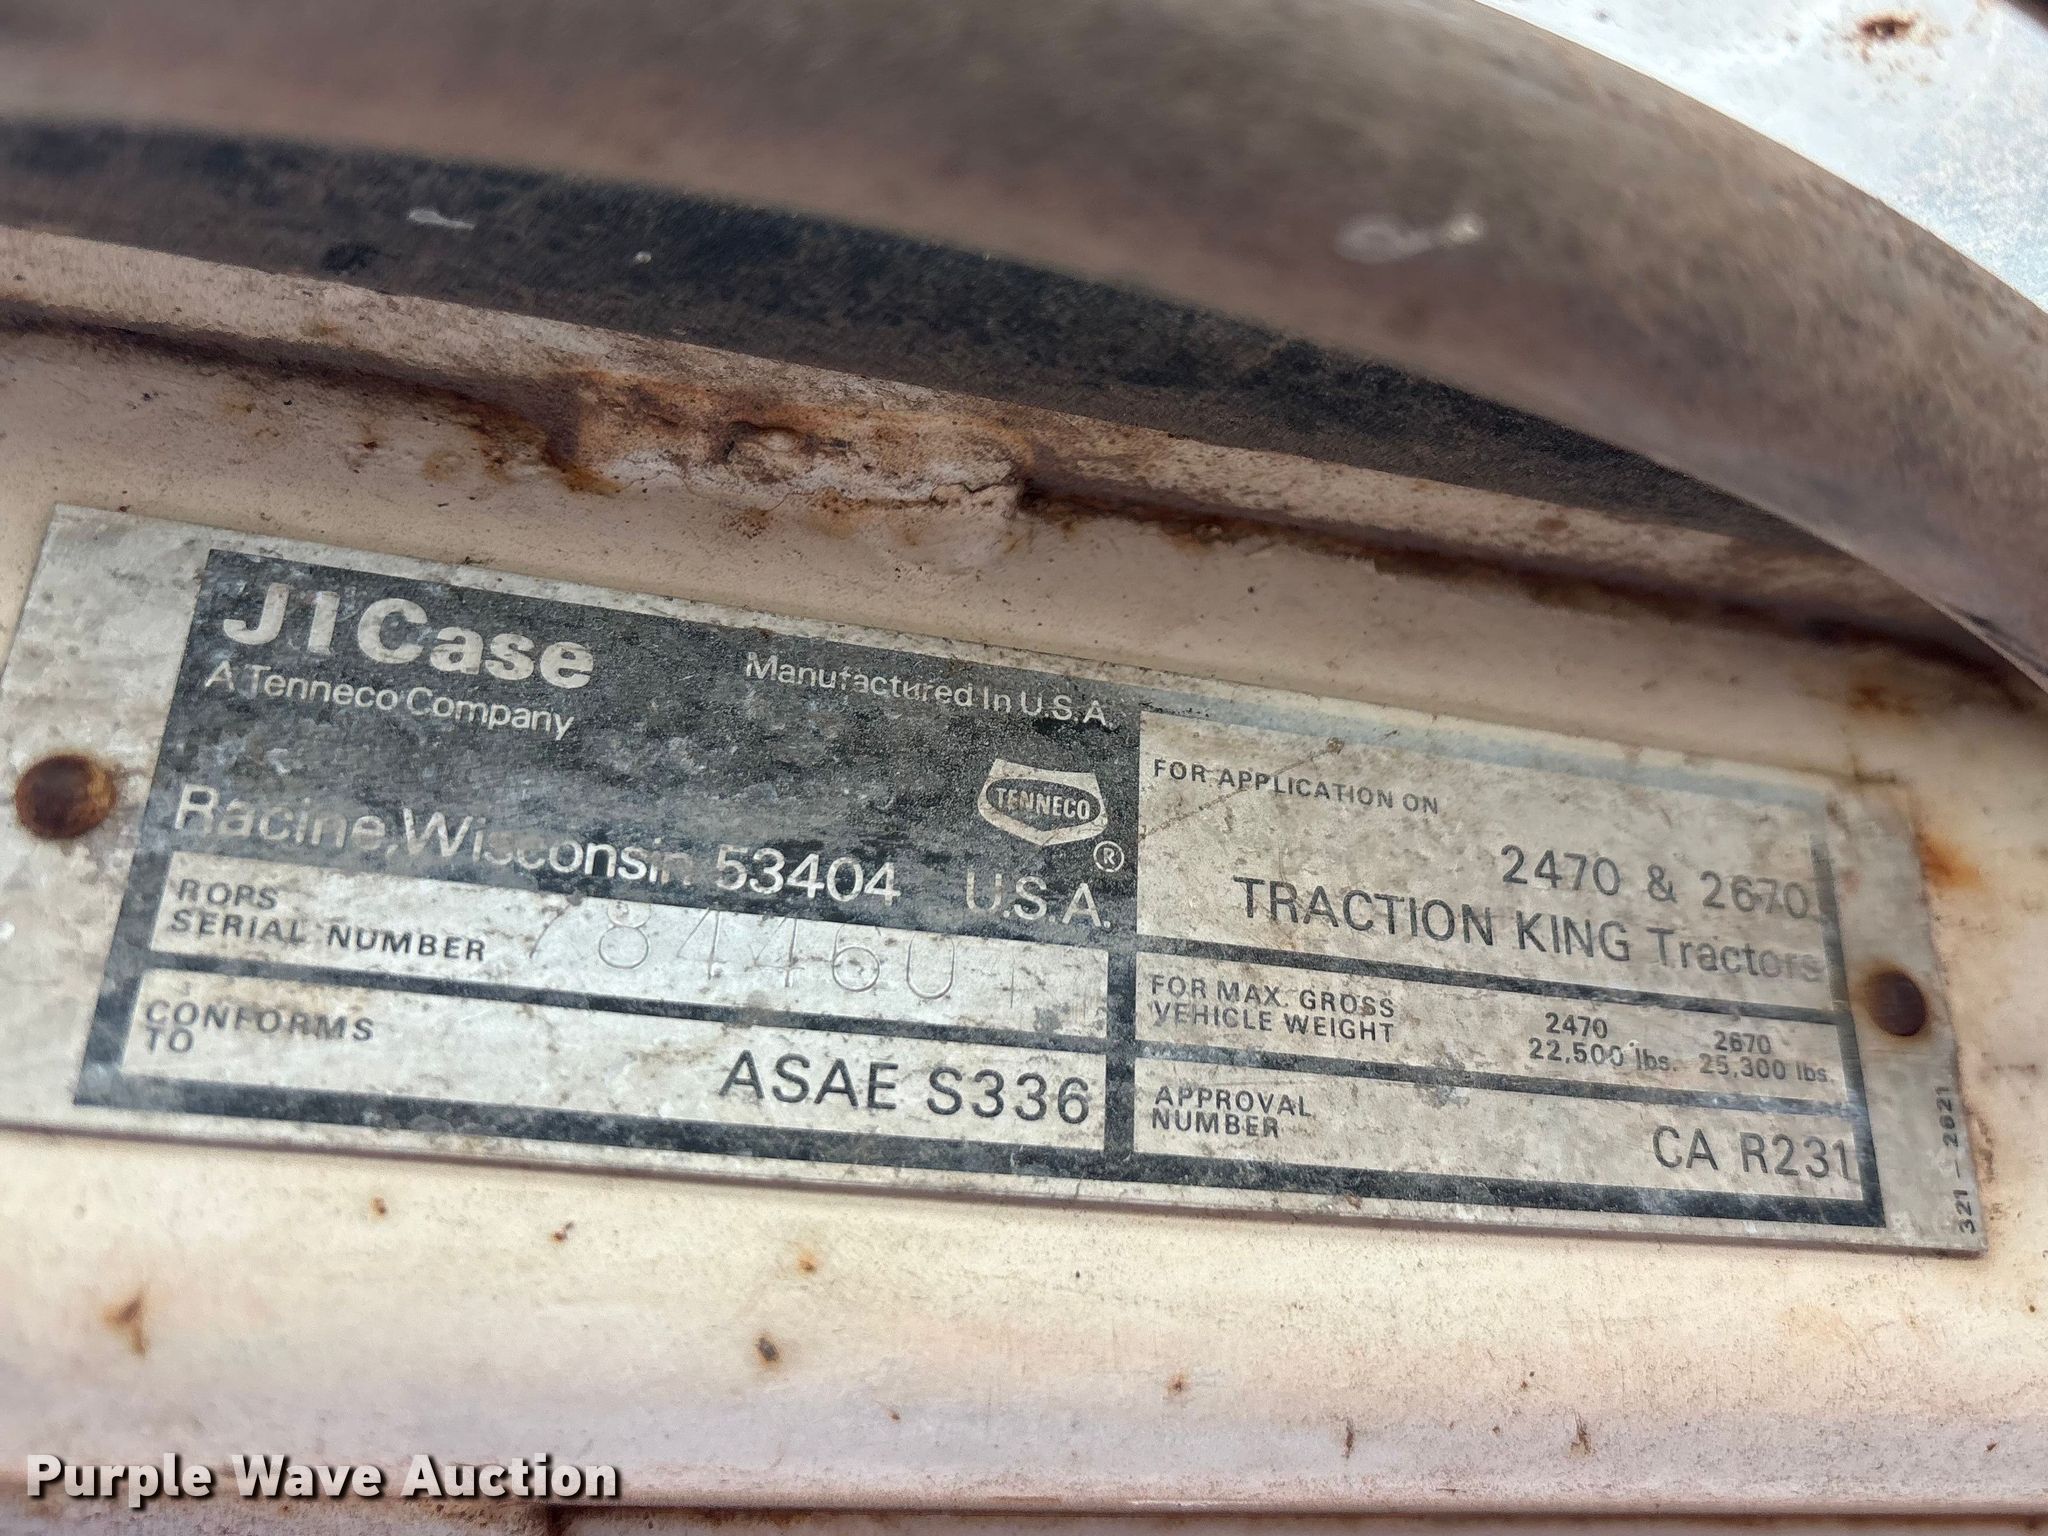 J I Case
A Tenneco Company
Manufactured In U.S.A.
TENNECO
®
Racine, Wisconsin 53404 U.S.A.
ROPS
SERIAL NUMBER
CONFORMS
TO
ASAE S336
FOR APPLICATION ON
2470 & 2670
TRACTION KING Tractors
FOR MAX. GROSS
VEHICLE WEIGHT
2470 2670
22,500 lbs. 25,300 lbs.
APPROVAL
NUMBER
CA R231
321-2621
Purple Wave Auction